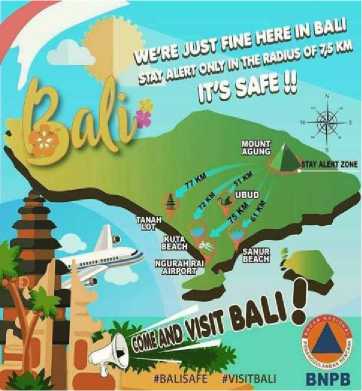 WE'RE JUST FINE HERE IN BALI
STAY ALERT ONLY IN THE RADIUS OF 7,5 KM
IT'S SAFE !!
Bali
MOUNT
AGUNG
STAY ALERT ZONE
77 KM
51 KM
UBUD
75 KM
61 KM
TANAH
LOT
KUTA
BEACH
NGURAH RAI
AIRPORT
SANUR
BEACH
COME AND VISIT BALI !
#BALISAFE #VISITBALI
BNPB